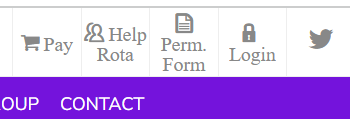 Pay
Help
Rota
Perm.
Form
Login
OUP CONTACT